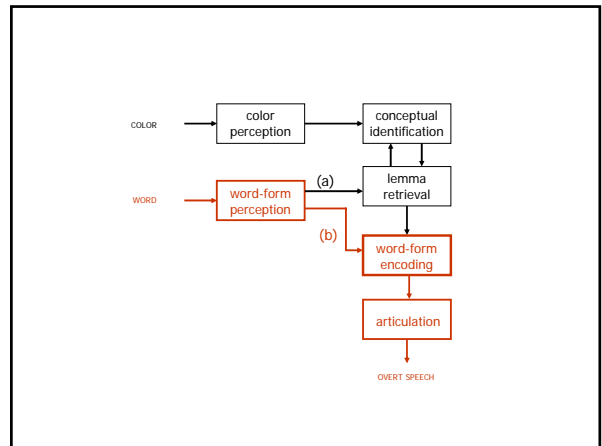 COLOR
color
perception
conceptual
identification
(a)
lemma
retrieval
WORD
word-form
perception
(b)
word-form
encoding
articulation
OVERT SPEECH